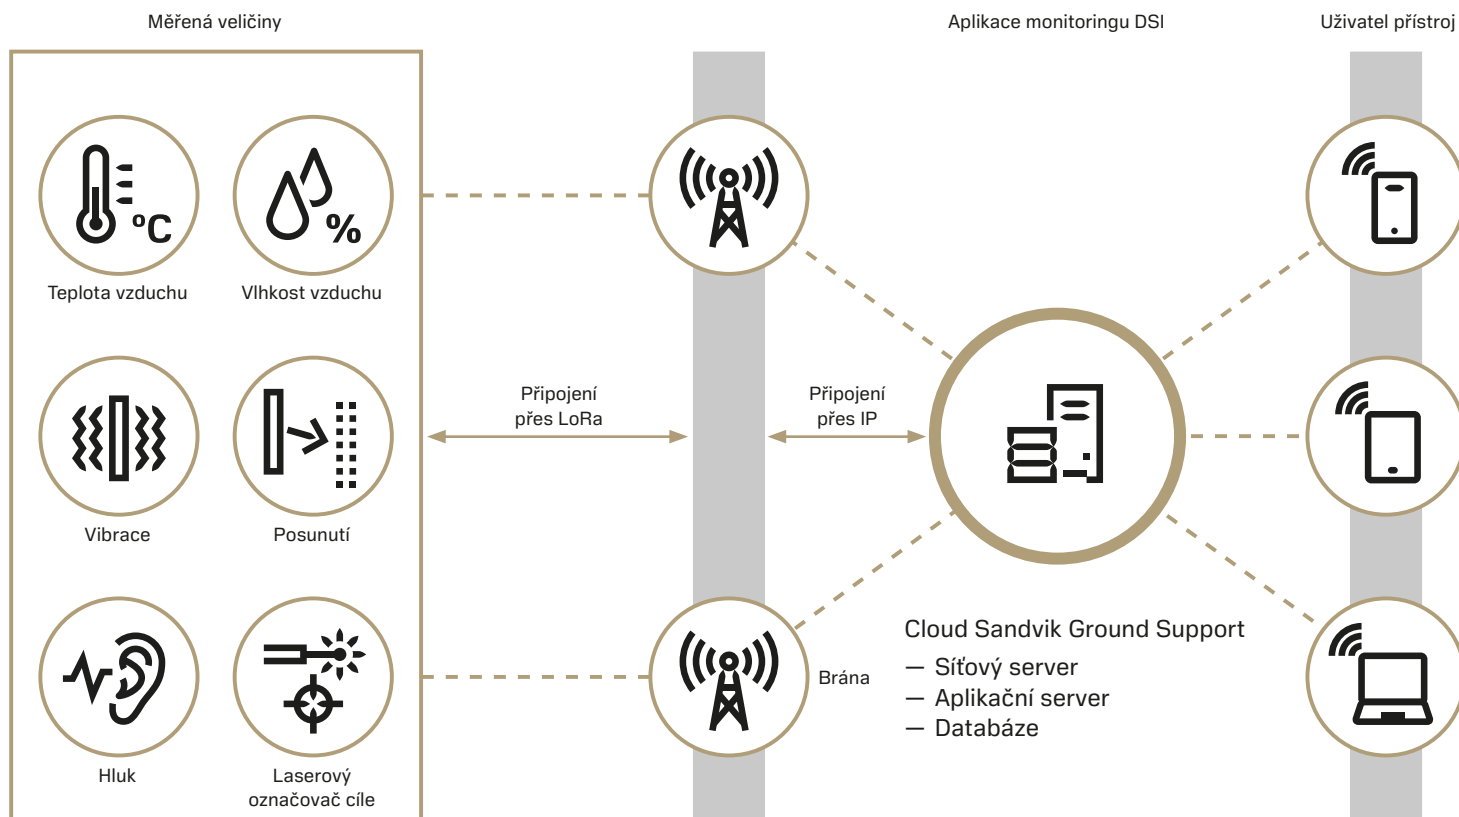 Měřená veličiny
Aplikace monitoringu DSI
Uživatel přístroj
°C
%
Teplota vzduchu
Vlhkost vzduchu
Připojení
přes LoRa
Připojení
přes IP
Vibrace
Posunutí
Brána
Cloud Sandvik Ground Support
— Síťový server
— Aplikační server
— Databáze
Hluk
Laserový
označovač cíle